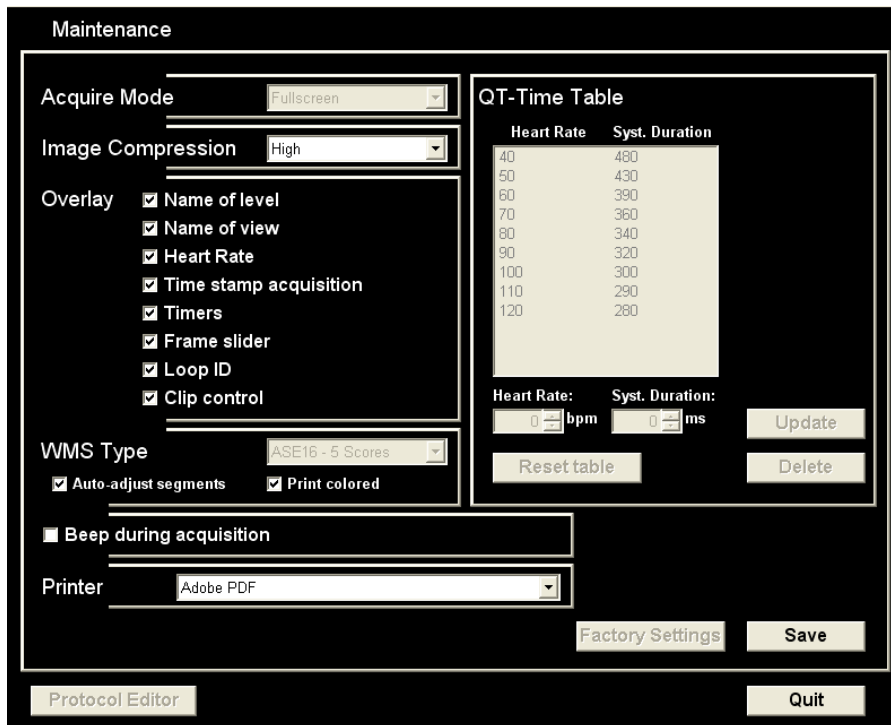 Maintenance
Acquire Mode
Fullscreen
Image Compression
High
Overlay
Name of level
Name of view
Heart Rate
Time stamp acquisition
Timers
Frame slider
Loop ID
Clip control
WMS Type
ASE16 - 5 Scores
Auto-adjust segments
Print colored
QT-Time Table
Heart Rate Syst. Duration
40 480
50 430
60 390
70 360
80 340
90 320
100 300
110 290
120 280
Heart Rate: Syst. Duration:
0 bpm 0 ms
Update
Reset table
Delete
Beep during acquisition
Printer
Adobe PDF
Factory Settings
Save
Protocol Editor
Quit